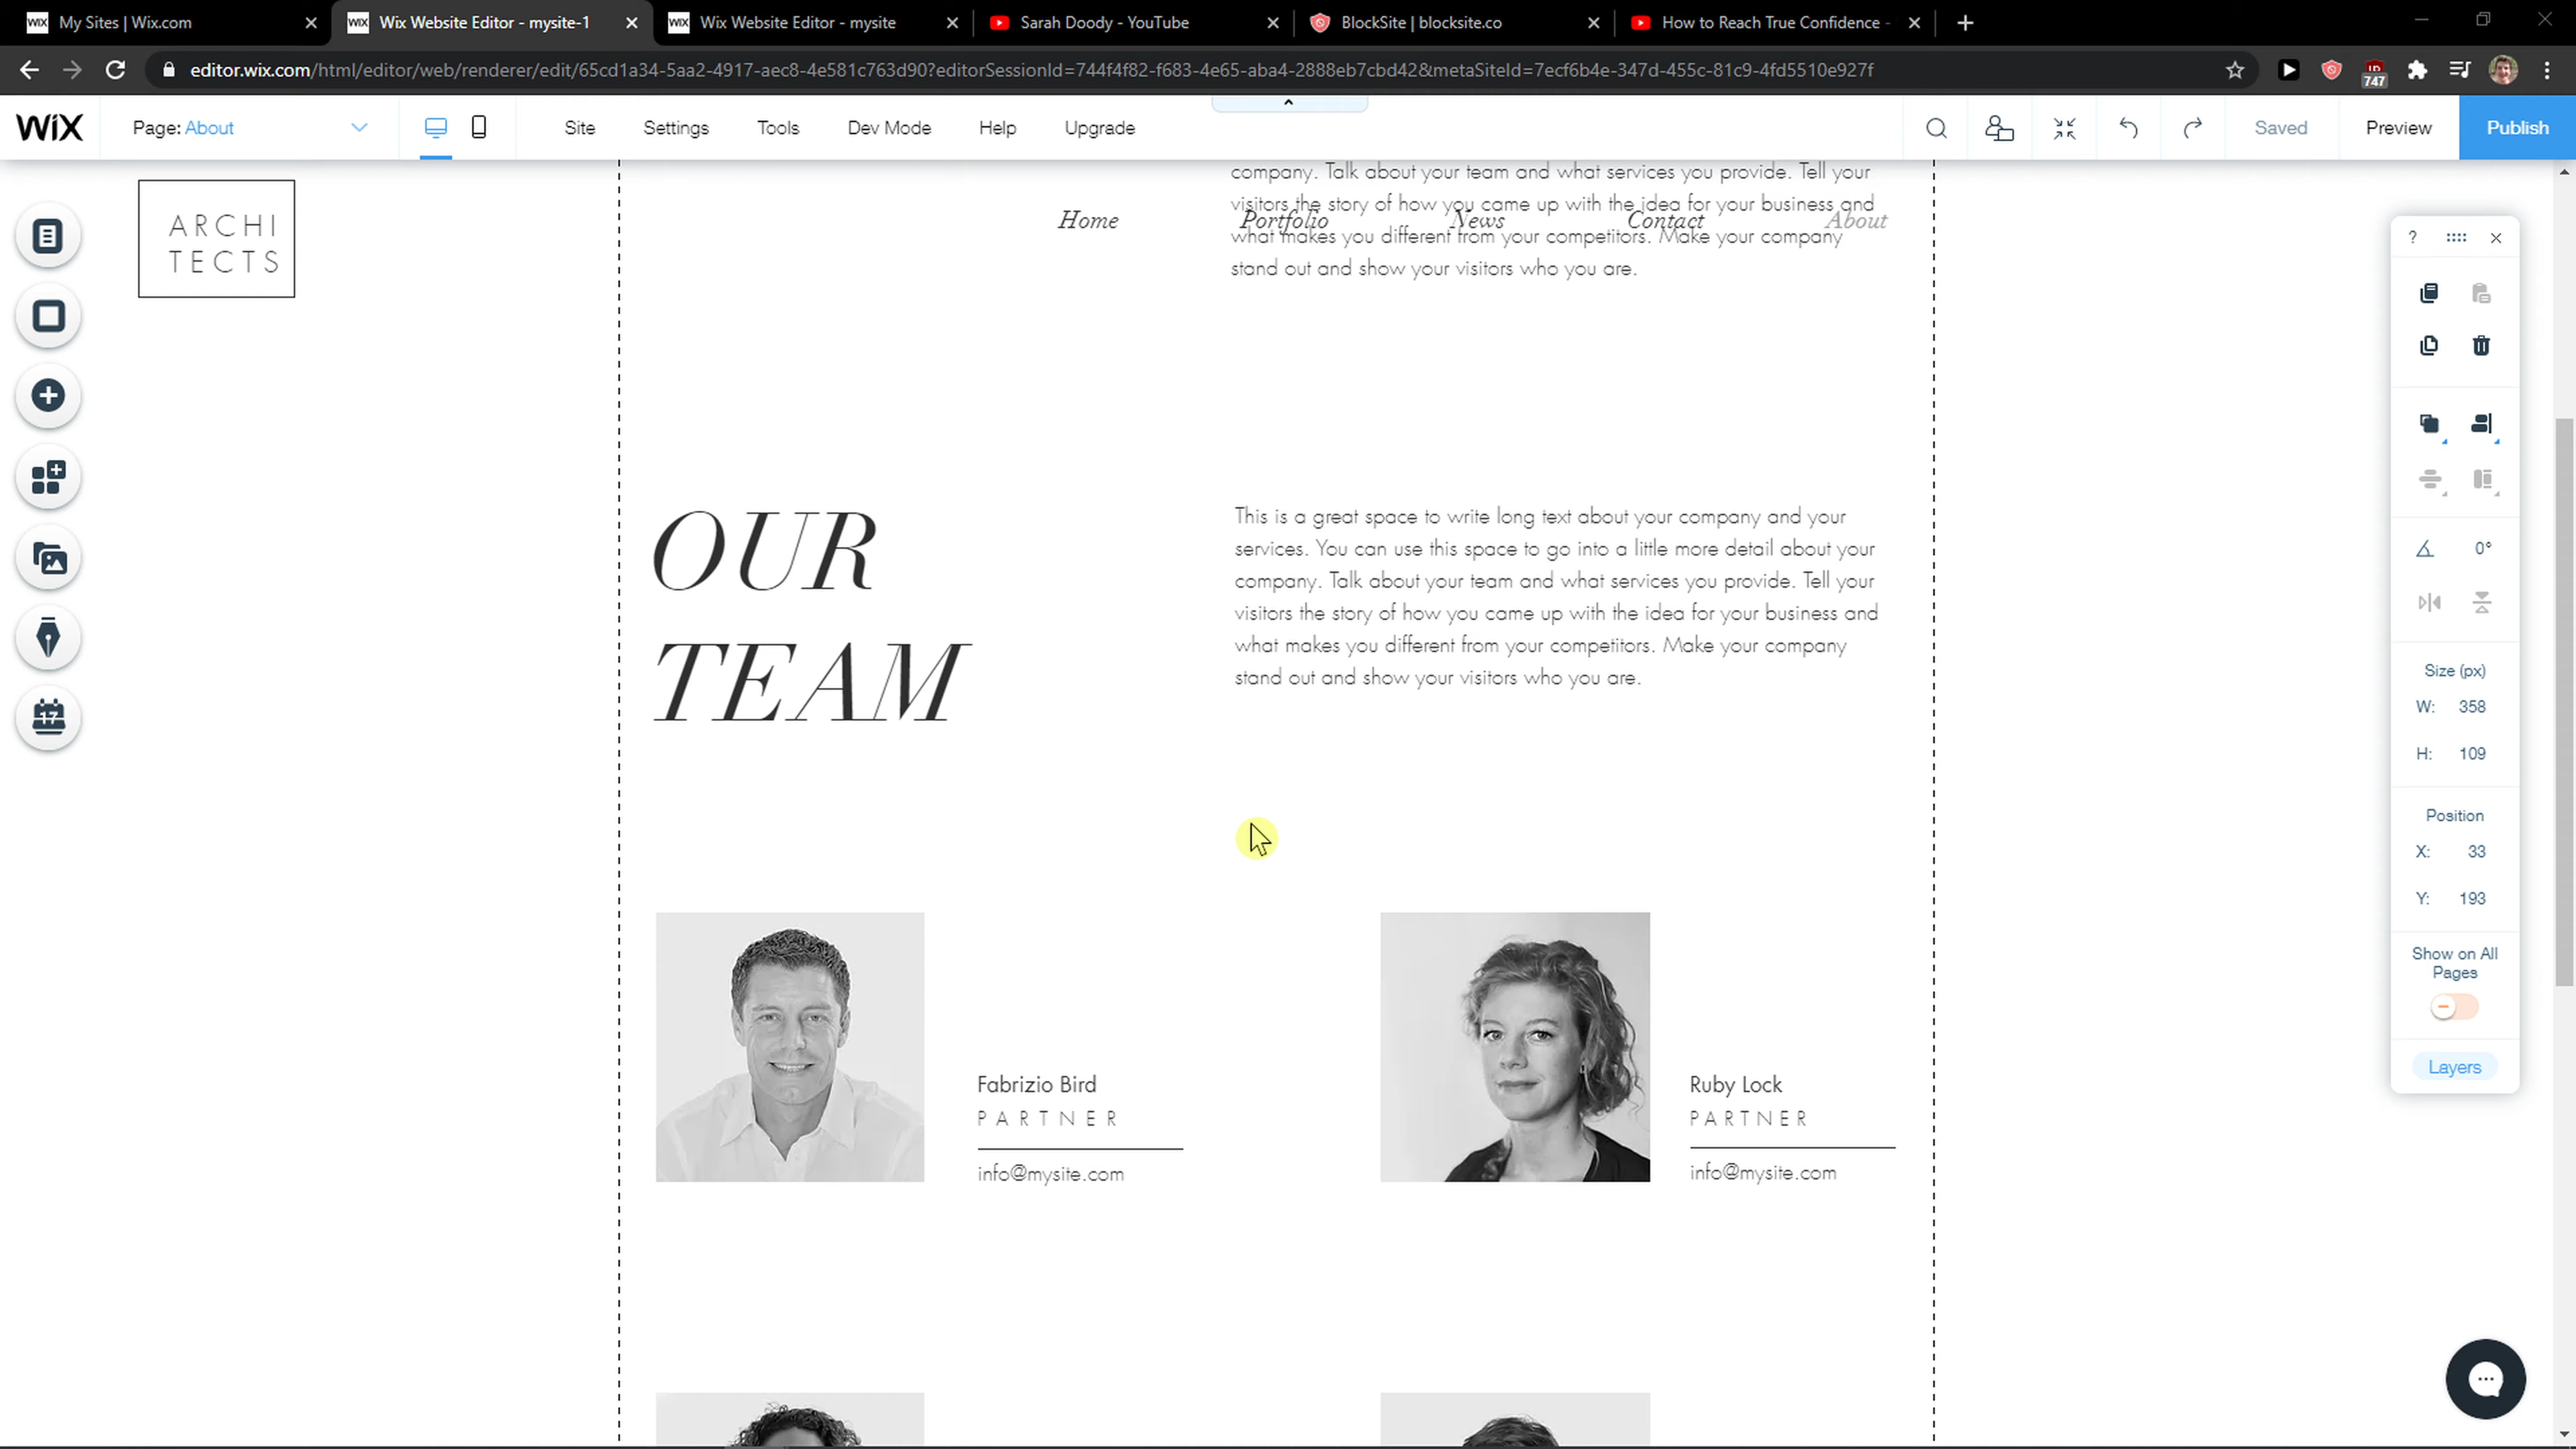 My Sites | Wix.com
Wix Website Editor - mysite-1
Wix Website Editor - mysite
Sarah Doody - YouTube
BlockSite | blocksite.co
How to Reach True Confidence -
editor.wix.com/html/editor/web/renderer/edit/65cd1a34-5aa2-4917-aec8-4e581c763d90?editorSessionId=744f4f82-f683-4e65-aba4-2888eb7cbd42&metaSiteId=7ecf6b4e-347d-455c-81c9-4fd5510e927f
747
WiX
Page: About
Site
Settings
Tools
Dev Mode
Help
Upgrade
Saved
Preview
Publish
ARCHI
TECTS
Home
Portfolio
News
Contact
About
company. Talk about your team and what services you provide. Tell your
visitors the story of how you came up with the idea for your business and
what makes you different from your competitors. Make your company
stand out and show your visitors who you are.
OUR
TEAM
This is a great space to write long text about your company and your
services. You can use this space to go into a little more detail about your
company. Talk about your team and what services you provide. Tell your
visitors the story of how you came up with the idea for your business and
what makes you different from your competitors. Make your company
stand out and show your visitors who you are.
Fabrizio Bird
PARTNER
info@mysite.com
Ruby Lock
PARTNER
info@mysite.com
17
?
0°
Size (px)
W: 358
H: 109
Position
X: 33
Y: 193
Show on All
Pages
Layers